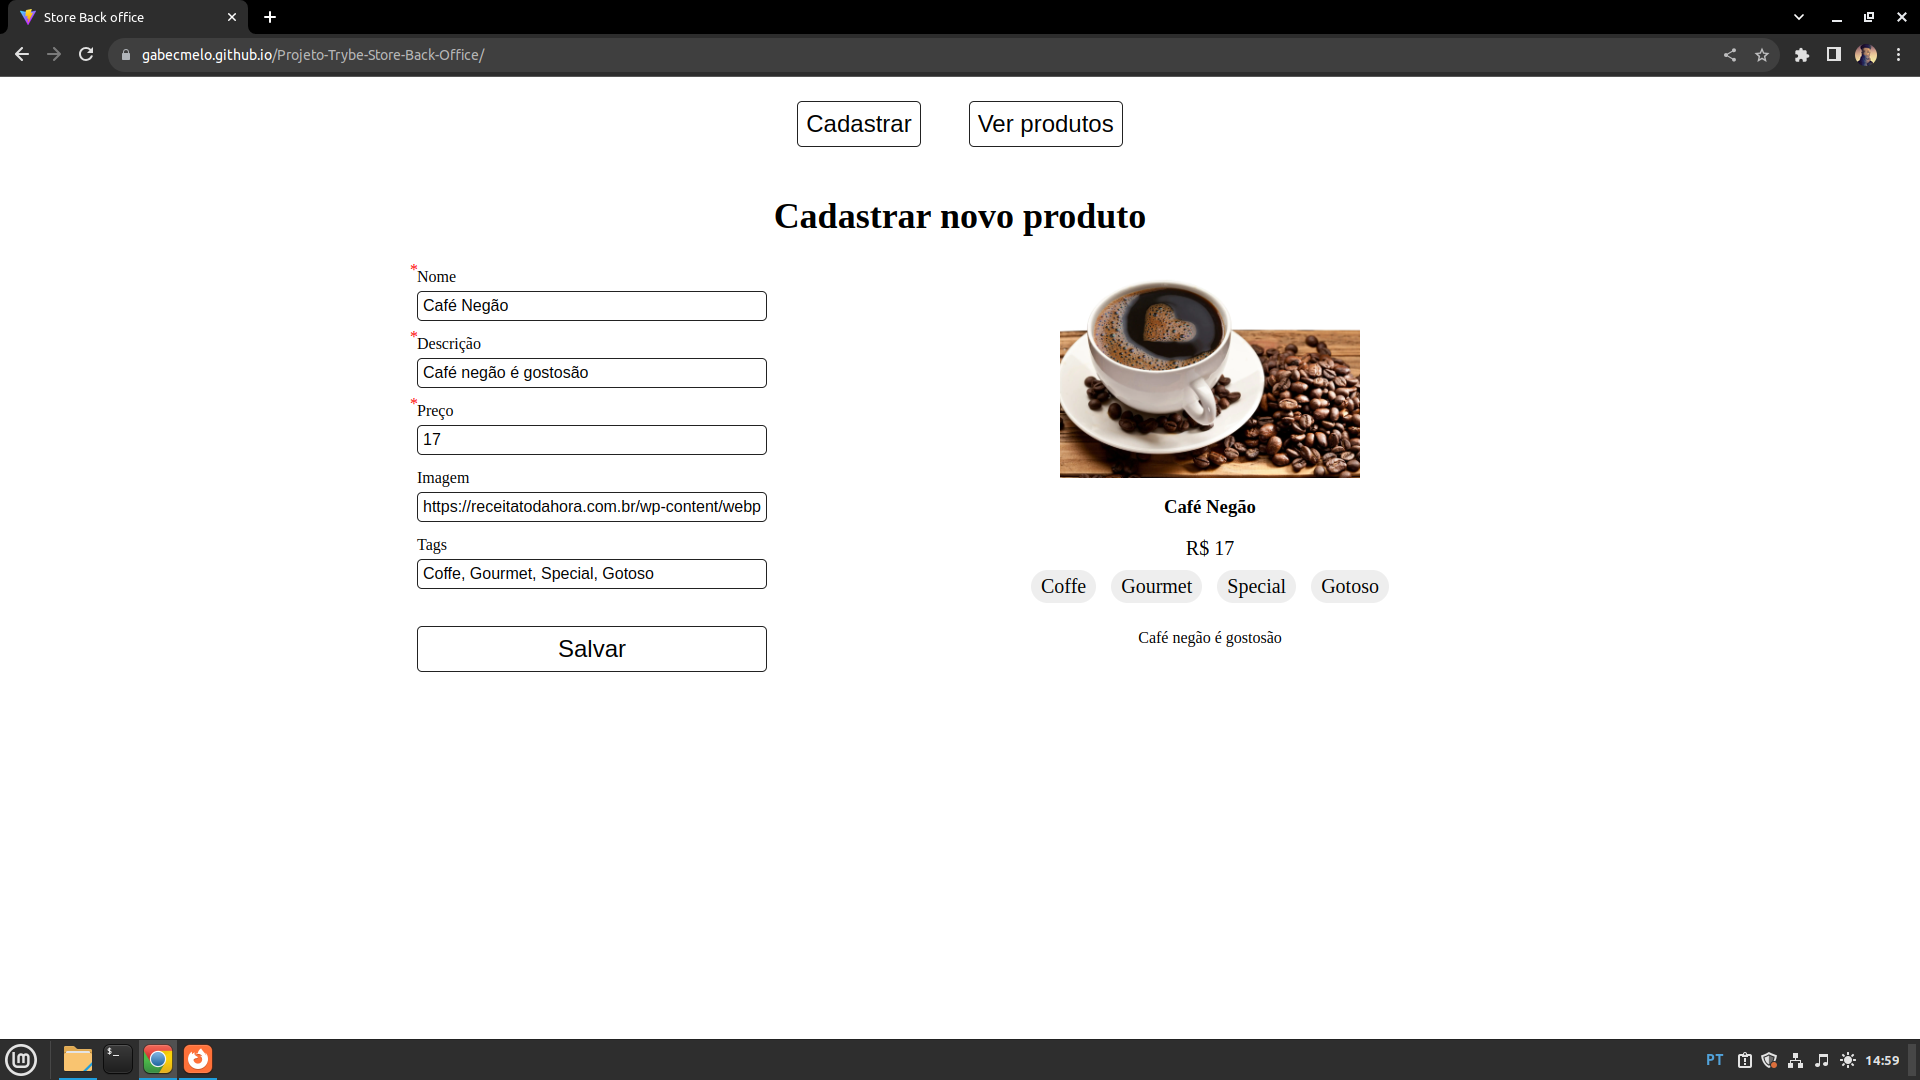 Store Back office
gabecmelo.github.io/Projeto-Trybe-Store-Back-Office/
Cadastrar
Ver produtos
Cadastrar novo produto
*Nome
Café Negão
*Descrição
Café negão é gostosão
*Preço
17
Imagem
https://receitatodahora.com.br/wp-content/webp
Tags
Coffe, Gourmet, Special, Gotoso
Salvar
Café Negão
R$ 17
Coffe Gourmet Special Gotoso
Café negão é gostosão
$_
PT
14:59